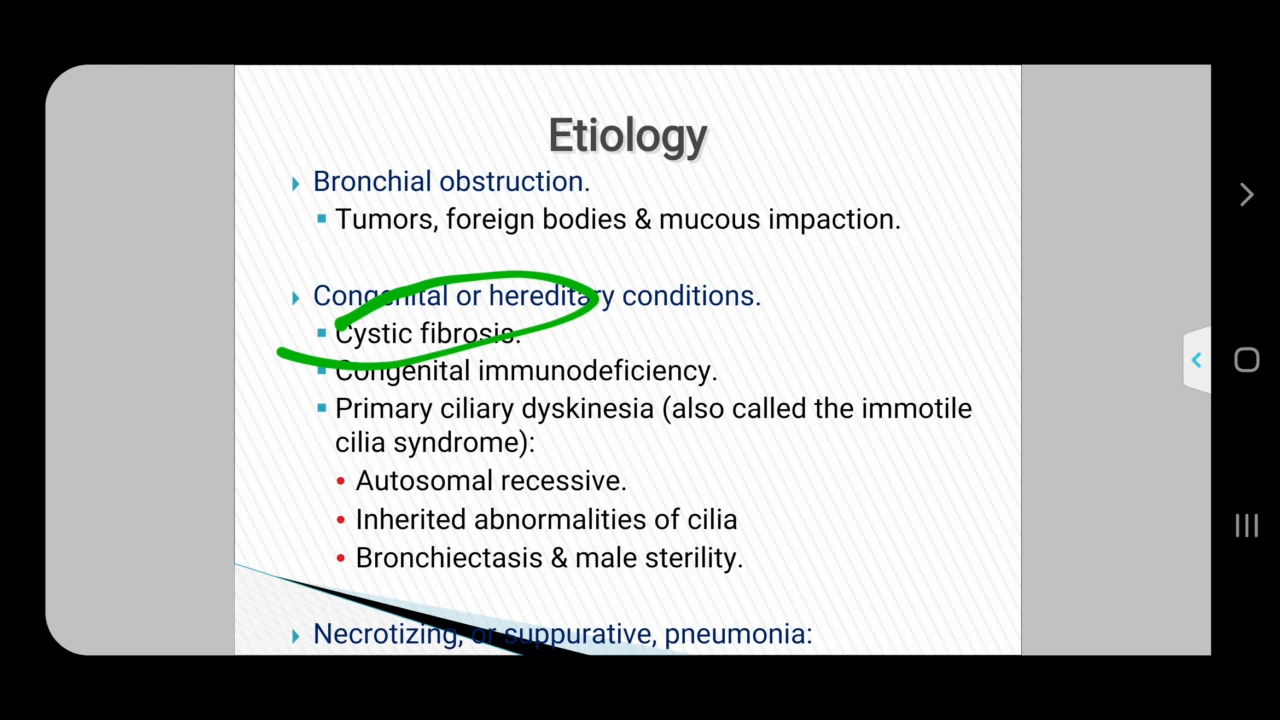 Etiology
Bronchial obstruction.
Tumors, foreign bodies & mucous impaction.
Congenital or hereditary conditions.
Cystic fibrosis.
Congenital immunodeficiency.
Primary ciliary dyskinesia (also called the immotile
cilia syndrome):
Autosomal recessive.
Inherited abnormalities of cilia
Bronchiectasis & male sterility.
Necrotizing, or suppurative, pneumonia: